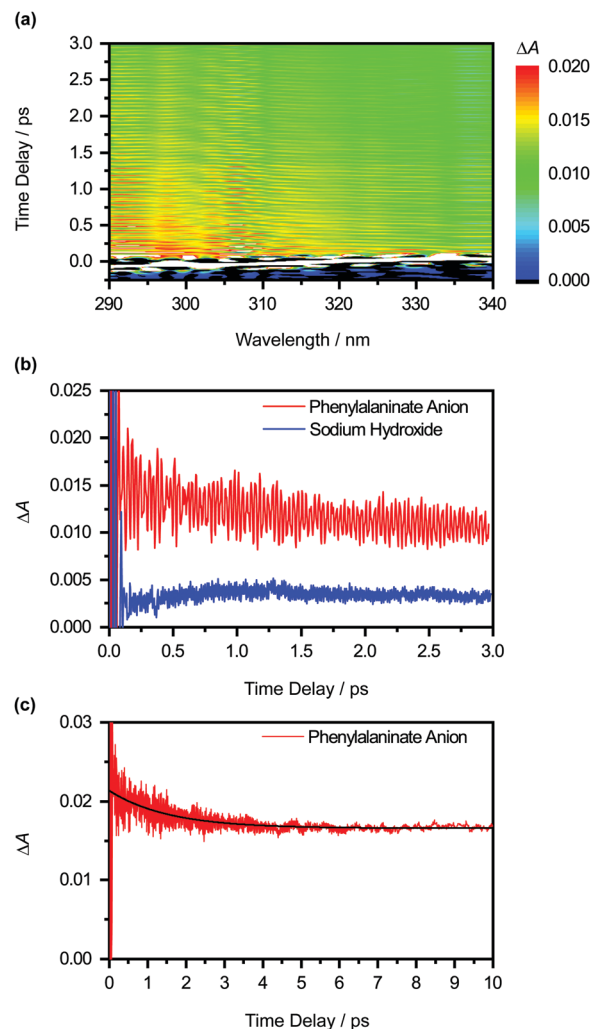 (a)
ΔA
3.0
2.5
2.0
1.5
1.0
0.5
0.0
Time Delay / ps
0.020
0.015
0.010
0.005
0.000
290 300 310 320 330 340
Wavelength / nm
(b)
0.025
0.020
0.015
0.010
0.005
0.000
ΔA
Phenylalaninate Anion
Sodium Hydroxide
0.0 0.5 1.0 1.5 2.0 2.5 3.0
Time Delay / ps
(c)
0.03
0.02
0.01
0.00
ΔA
Phenylalaninate Anion
0 1 2 3 4 5 6 7 8 9 10
Time Delay / ps